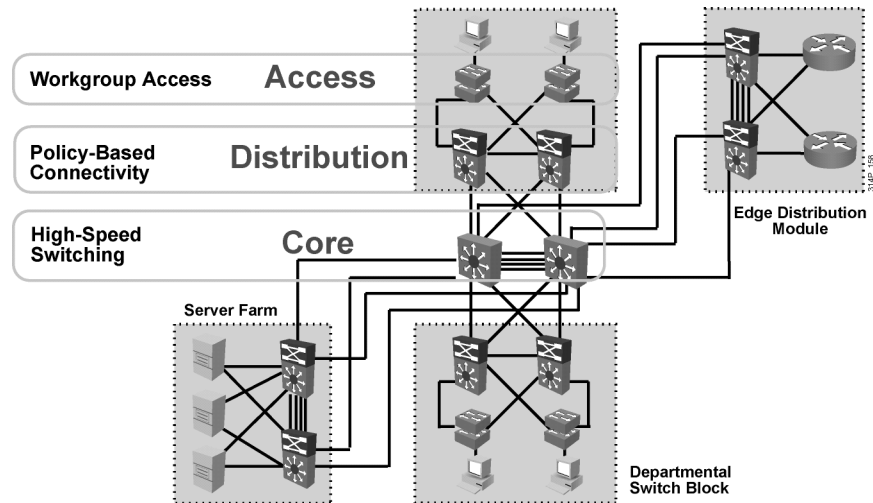 Workgroup Access
Access
Policy-Based
Connectivity
Distribution
High-Speed
Switching
Core
Edge Distribution
Module
314P_156
Server Farm
Departmental
Switch Block